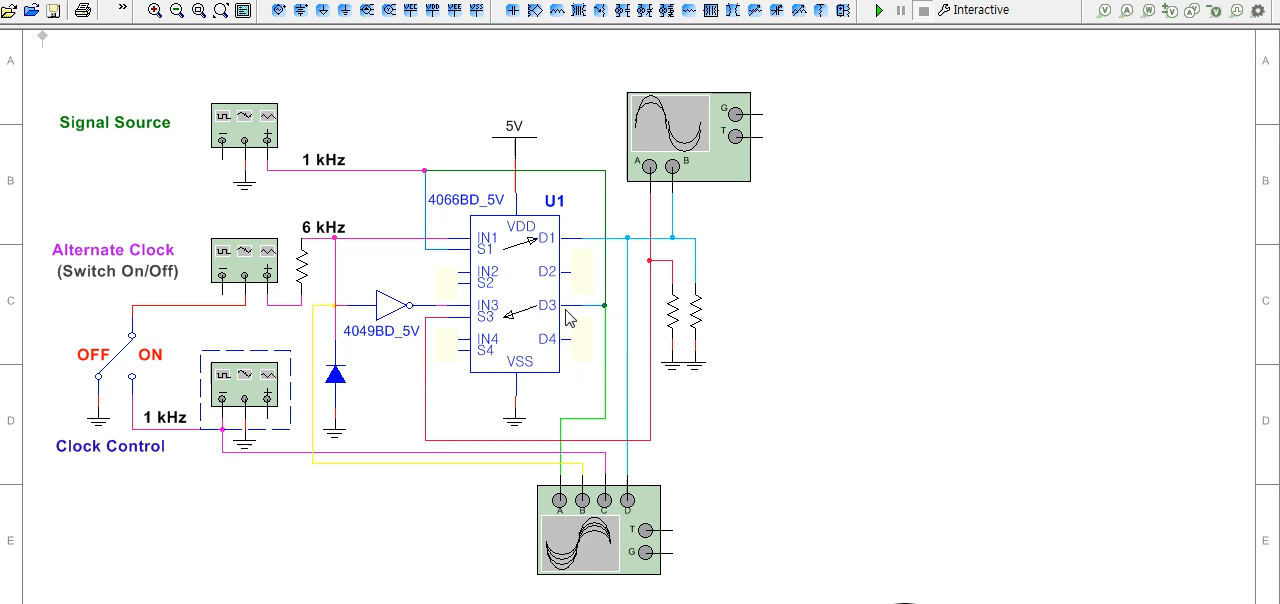 Interactive
A
A
Signal Source
5V
G
T
A B
1 kHz
B
B
4066BD_5V U1
VDD
6 kHz
IN1 D1
S1
Alternate Clock
(Switch On/Off)
IN2 D2
S2
C
C
IN3 D3
S3
4049BD_5V
IN4 D4
S4
OFF ON
VSS
1 kHz
D
D
Clock Control
A B C D
T
G
E
E